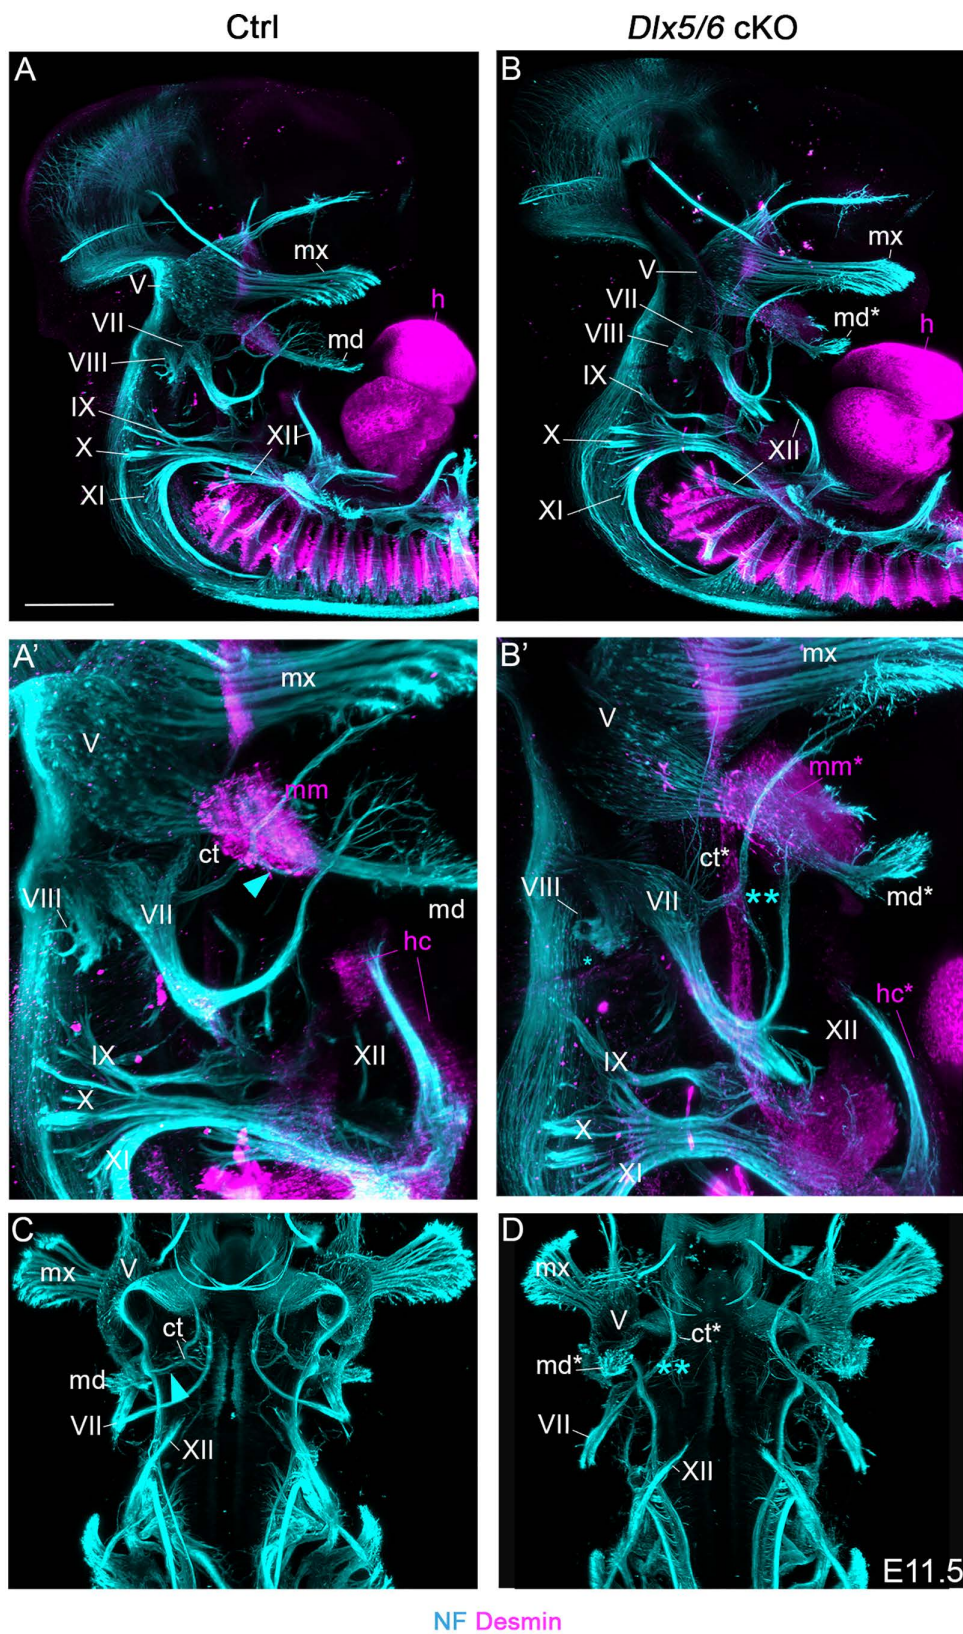 Ctrl
Dlx5/6 cKO
A
mx
V
VII
h
md
VIII
IX
XII
X
XI
B
mx
V
VII
md*
VIII
h
IX
X
XII
XI
A’
mx
V
mm
ct
VIII
VII
md
hc
IX
XII
X
XI
B’
mx
V
mm*
ct*
VIII
VII
**
md*
*
hc*
XII
IX
X
XI
C
mx
V
ct
md
VII
XII
D
mx
V
ct*
md*
**
VII
XII
E11.5
NF Desmin